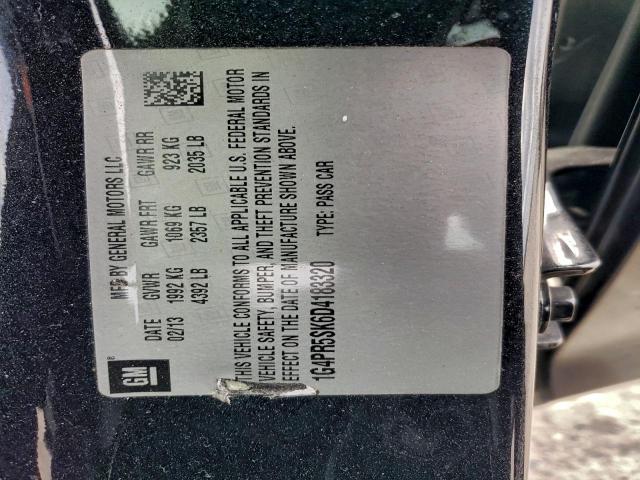 GM
MFD BY GENERAL MOTORS LLC
DATE GVWR GAWR FRT GAWR RR
02/13 1992 KG 1069 KG 923 KG
4392 LB 2357 LB 2035 LB
THIS VEHICLE CONFORMS TO ALL APPLICABLE U.S. FEDERAL MOTOR
VEHICLE SAFETY, BUMPER, AND THEFT PREVENTION STANDARDS IN
EFFECT ON THE DATE OF MANUFACTURE SHOWN ABOVE.
1G4PR5SK6D4183320 TYPE: PASS CAR